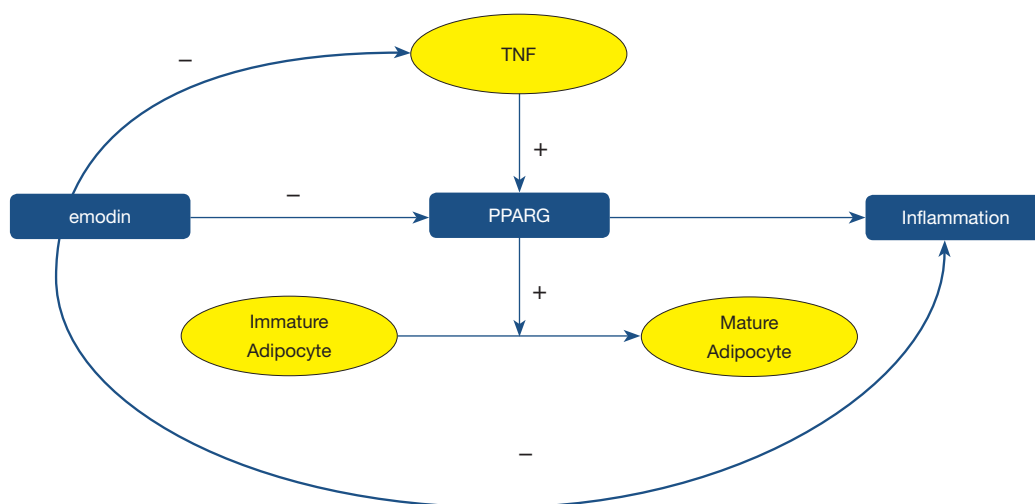 TNF
−
+
−
emodin
PPARG
Inflammation
+
Immature
Adipocyte
Mature
Adipocyte
−